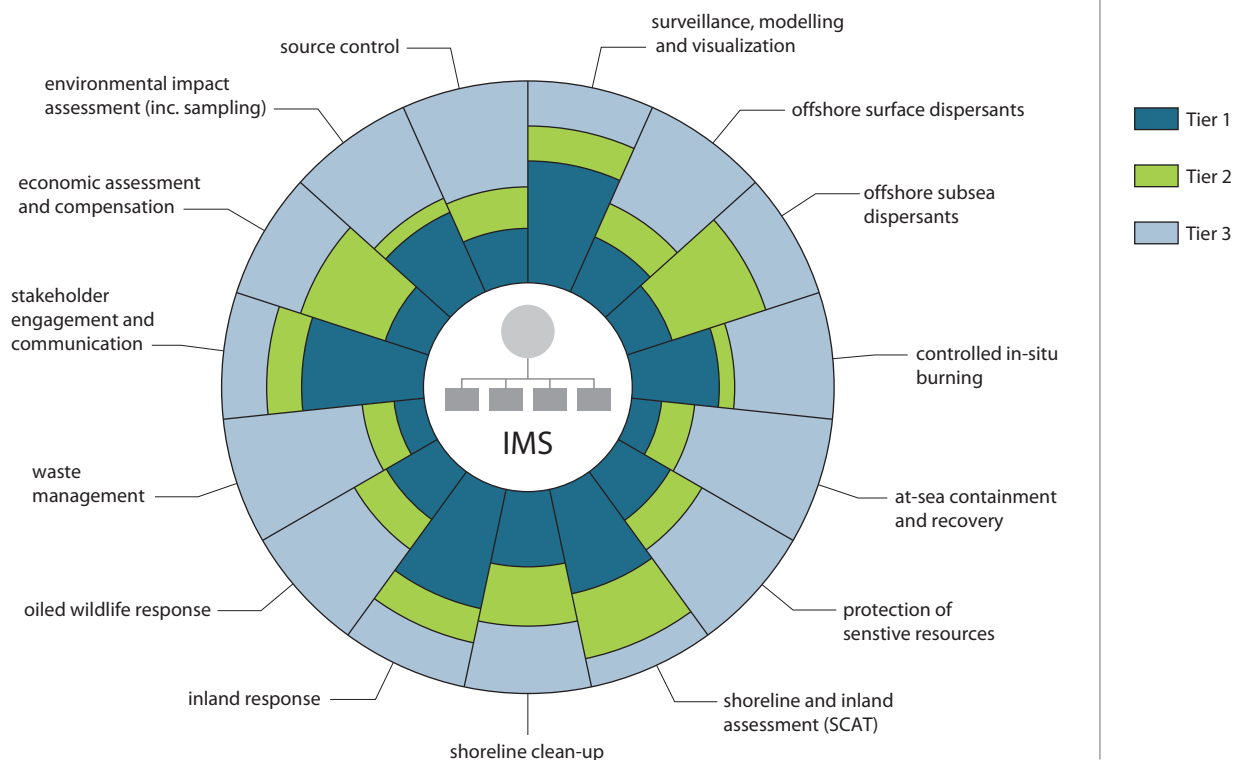 surveillance, modelling
and visualization
offshore surface dispersants
offshore subsea
dispersants
controlled in-situ
burning
at-sea containment
and recovery
protection of
senstive resources
shoreline and inland
assessment (SCAT)
shoreline clean-up
inland response
oiled wildlife response
waste
management
stakeholder
engagement and
communication
economic assessment
and compensation
environmental impact
assessment (inc. sampling)
source control
IMS
Tier 1
Tier 2
Tier 3